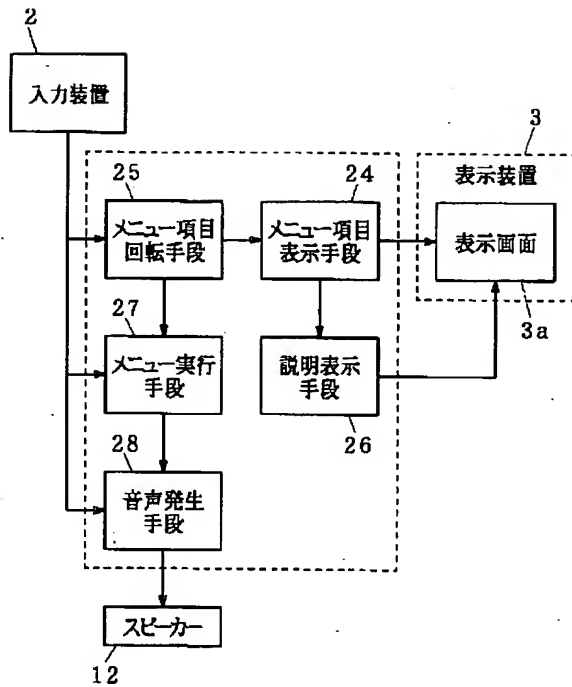 2
入力装置
25
メニュー項目
回転手段
24
メニュー項目
表示手段
3
表示装置
表示画面
3a
27
メニュー実行
手段
説明表示
手段
26
28
音声発生
手段
スピーカー
12